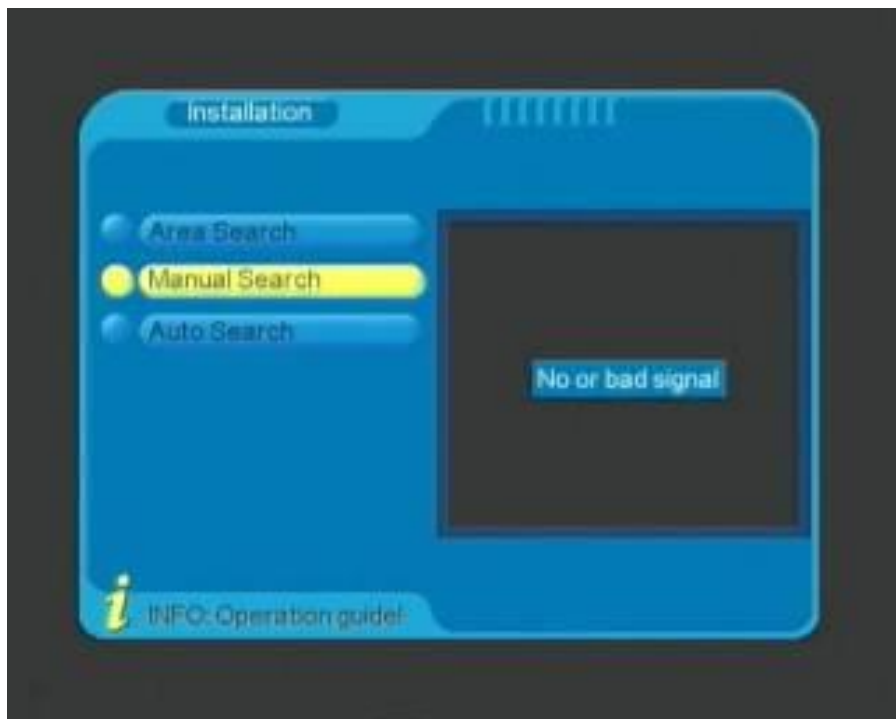 Installation
Area Search
Manual Search
Auto Search
No or bad signal
INFO: Operation guide!